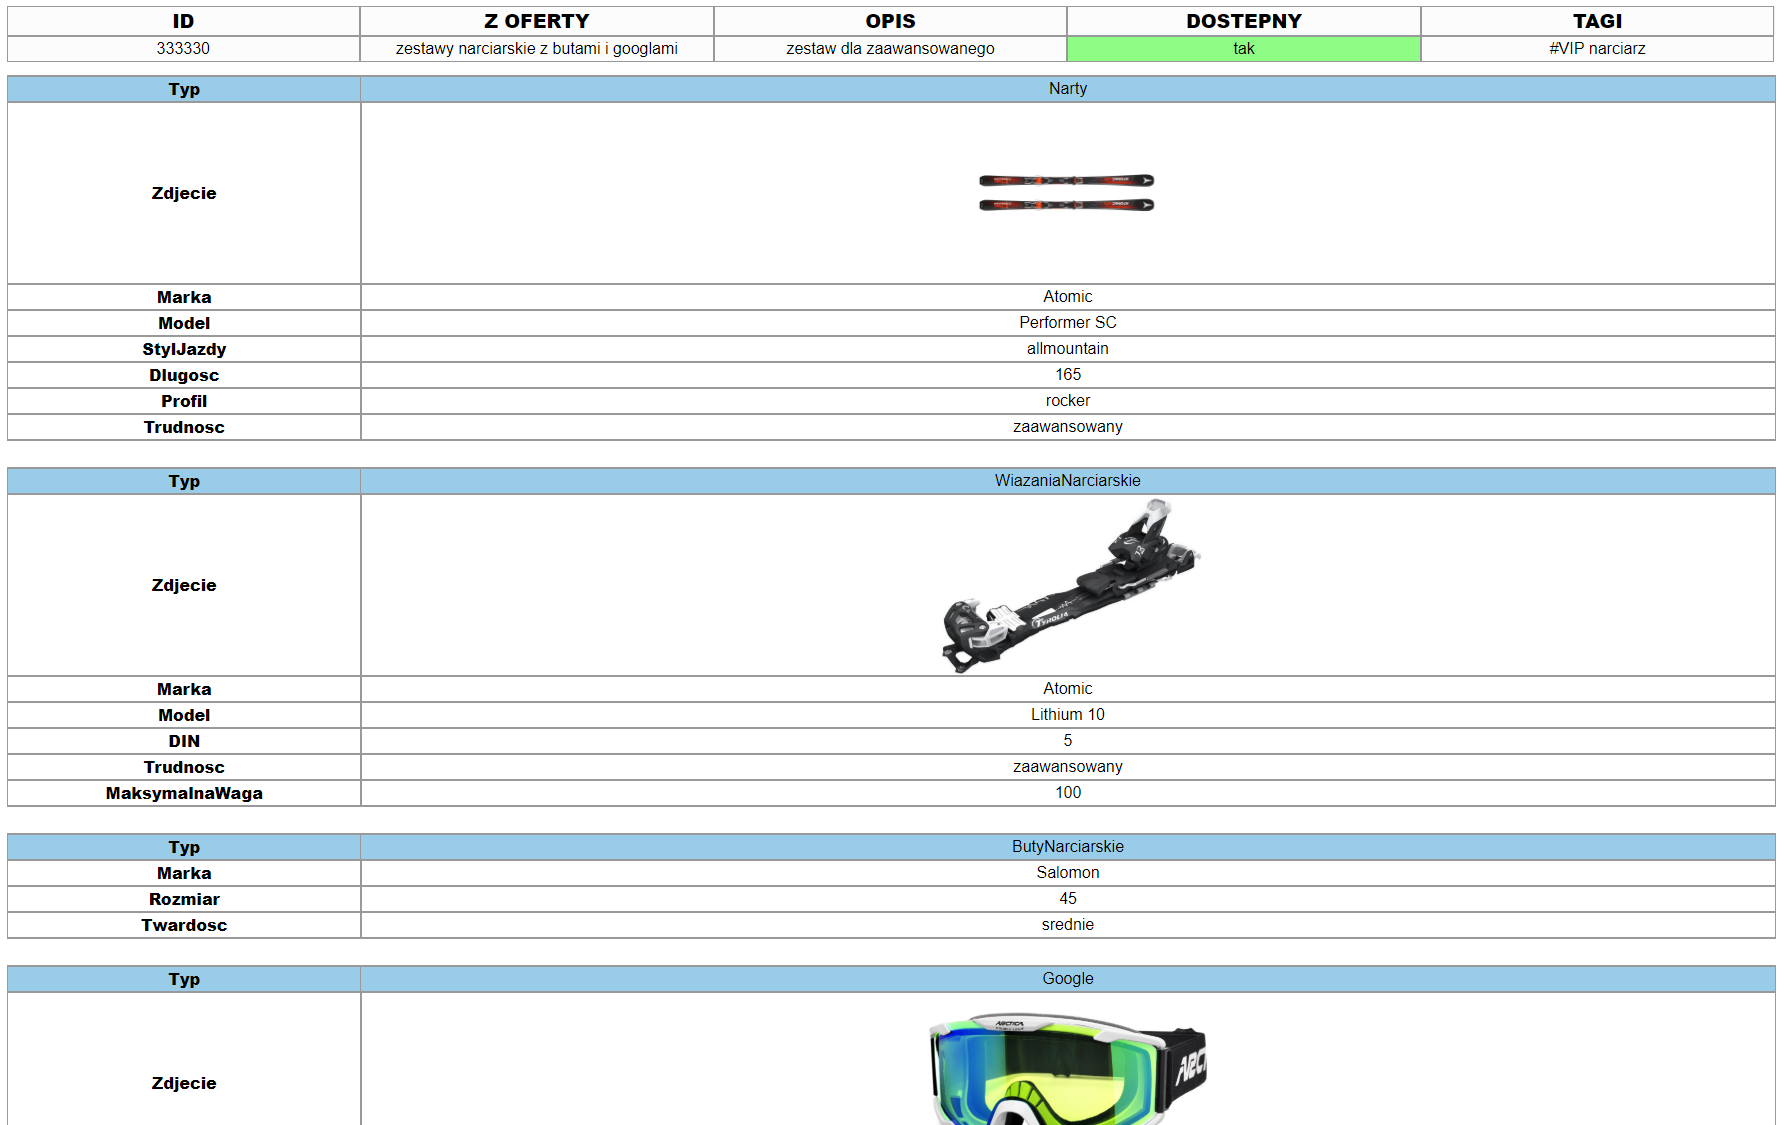 ID Z OFERTY OPIS DOSTEPNY TAGI
333330 zestawy narciarskie z butami i googlami zestaw dla zaawansowanego tak #VIP narciarz
Typ Narty
Zdjecie
ATOMIC
Marka Atomic
Model Performer SC
StylJazdy allmountain
Dlugosc 165
Profil rocker
Trudnosc zaawansowany
Typ WiazaniaNarciarskie
13
Zdjecie
TYROLIA
Marka Atomic
Model Lithium 10
DIN 5
Trudnosc zaawansowany
MaksymalnaWaga 100
Typ ButyNarciarskie
Marka Salomon
Rozmiar 45
Twardosc srednie
Typ Google
ARCTICA
ARCT
Zdjecie